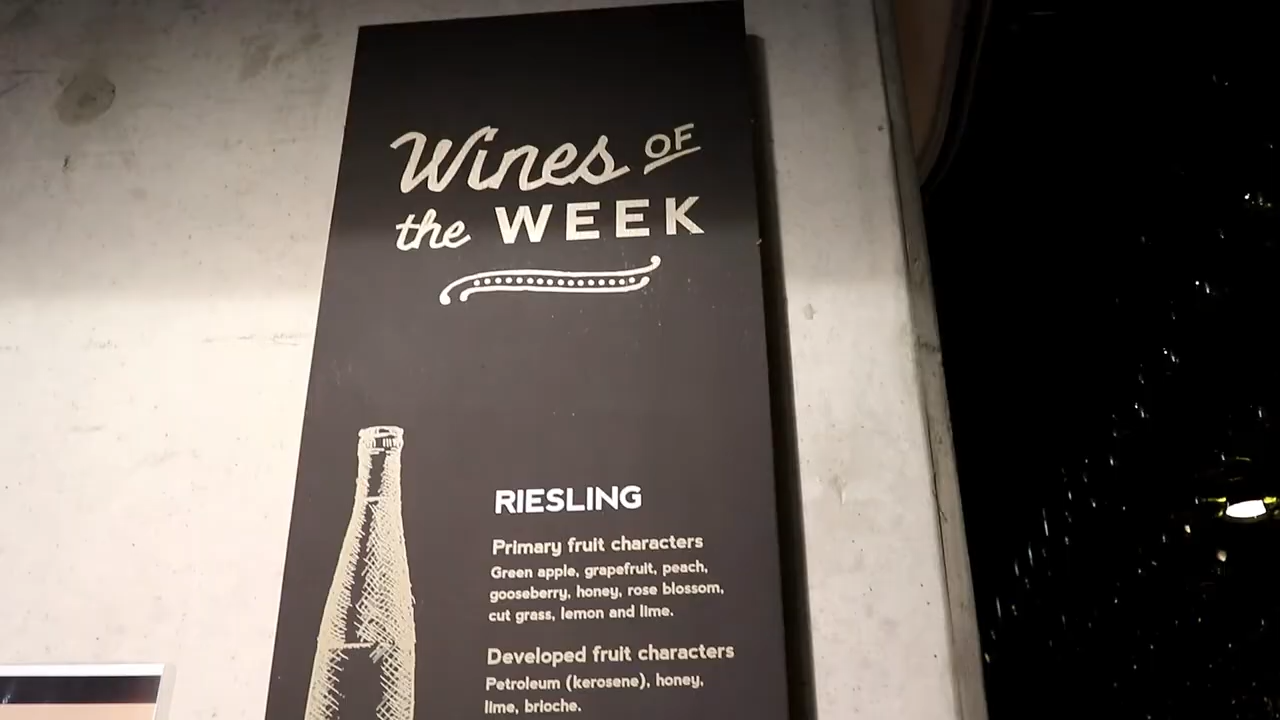 Wines OF
the WEEK
RIESLING
Primary fruit characters
Green apple, grapefruit, peach,
gooseberry, honey, rose blossom,
cut grass, lemon and lime.
Developed fruit characters
Petroleum (kerosene), honey,
lime, brioche.